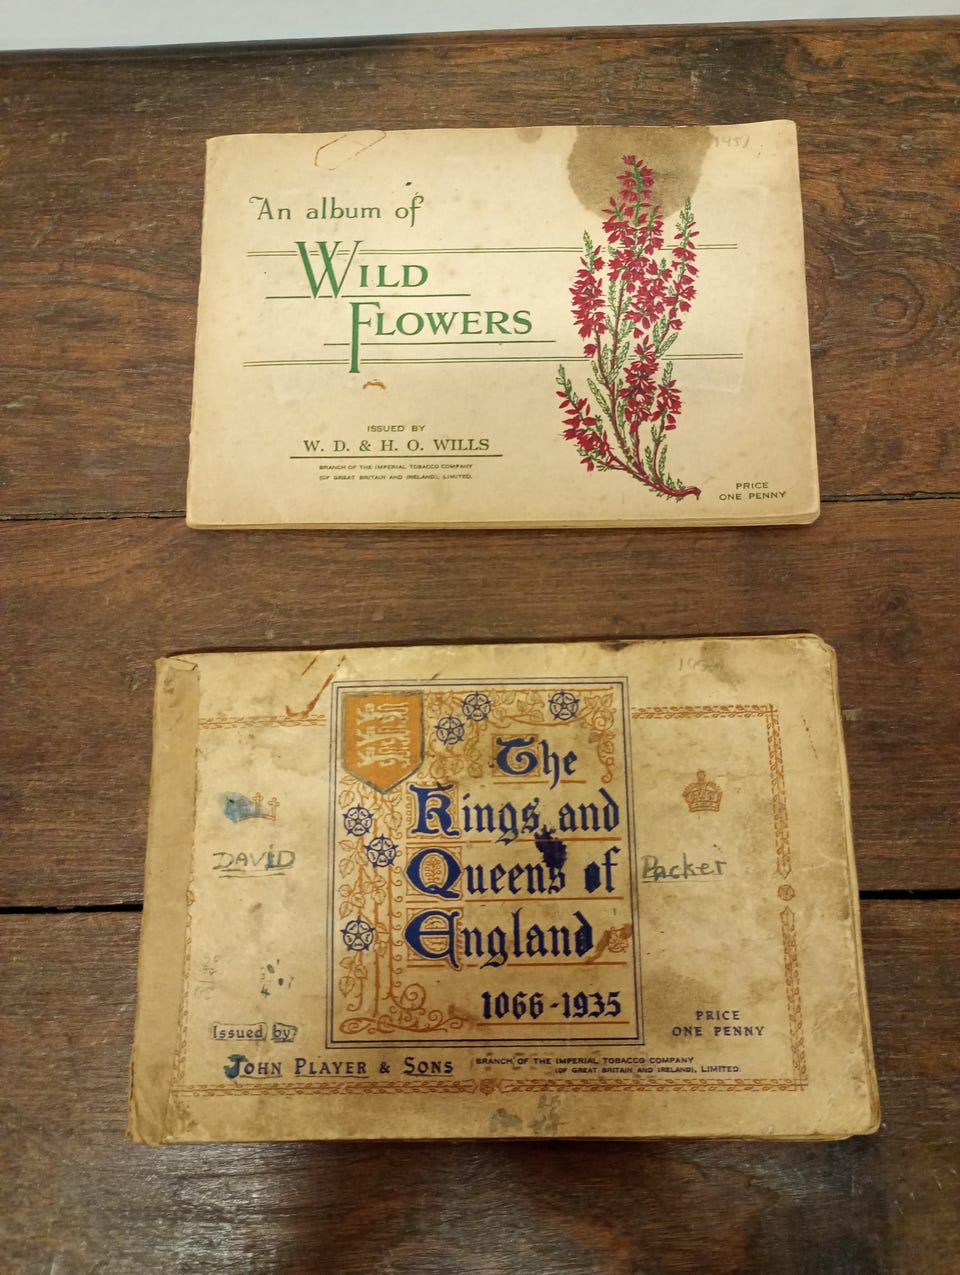 1951
An album of
WILD
FLOWERS
ISSUED BY
W. D. & H. O. WILLS
BRANCH OF THE IMPERIAL TOBACCO COMPANY
(OF GREAT BRITAIN AND IRELAND), LIMITED.
PRICE
ONE PENNY
The
Kings and
Queens of
England
1066-1935
DAVID
Packer
Issued by:
JOHN PLAYER & SONS
BRANCH OF THE IMPERIAL TOBACCO COMPANY
(OF GREAT BRITAIN AND IRELAND), LIMITED.
PRICE
ONE PENNY